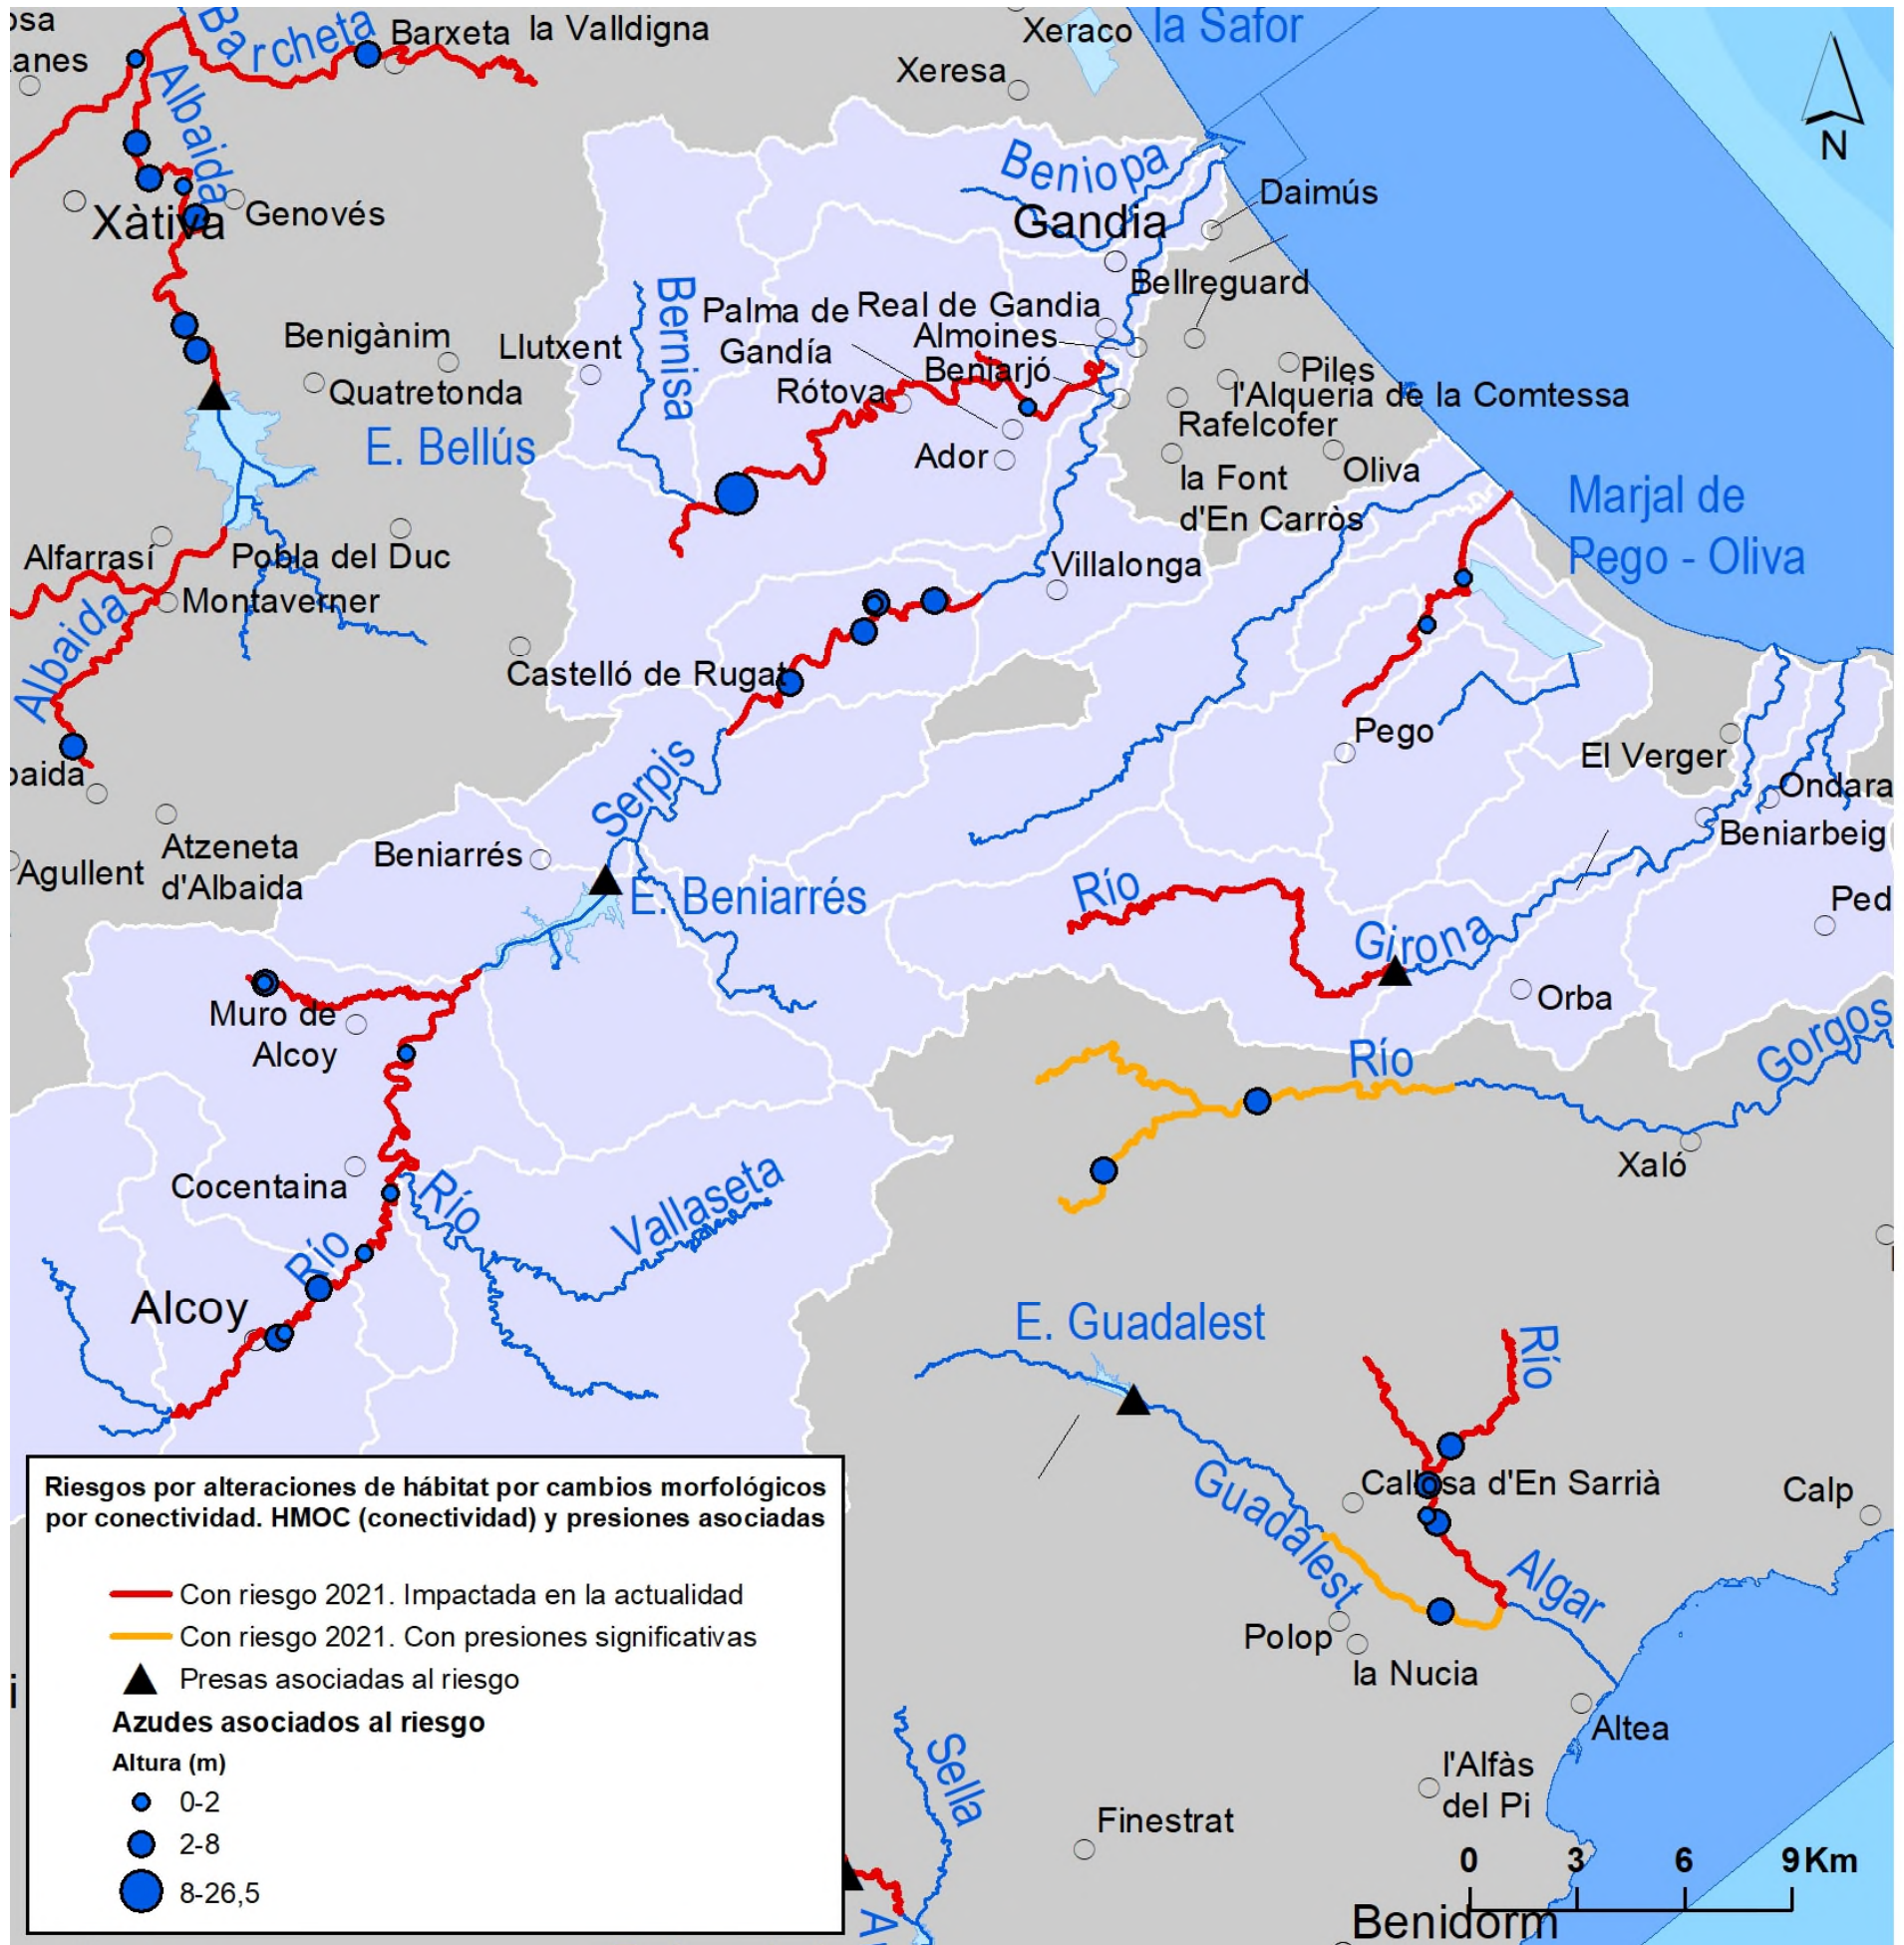 la Safor
Xeraco
Xeresa
Barcheta
Barxeta
la Valldigna
osa
anes
Albaida
Xàtiva
Genovés
N
Beniopa
Gandia
Daimús
Bellreguard
Bernisa
Palma de
Gandía
Real de Gandia
Almoines
Beniarjó
Rótova
Ador
Piles
l'Alqueria de la Comtessa
Rafelcofer
Oliva
la Font
d'En Carròs
Benigànim
Llutxent
Quatretonda
E. Bellús
Marjal de
Pego - Oliva
Alfarrasí
Pobla del Duc
Montaverner
Albaida
Villalonga
Castelló de Rugat
Pego
El Verger
Ondara
Beniarbeig
baida
Atzeneta
d'Albaida
Agullent
Serpis
Beniarrés
E. Beniarrés
Río
Girona
Ped
Orba
Muro de
Alcoy
Río
Gorgos
Xaló
Cocentaina
Río
Vallaseta
Río
Alcoy
E. Guadalest
Río
Callosa d'En Sarrià
Calp
Guadalest
Algar
Polop
la Nucia
Altea
l'Alfàs
del Pi
Sella
Finestrat
Benidorm
i
A
0 3 6 9 Km
Riesgos por alteraciones de hábitat por cambios morfológicos
por conectividad. HMOC (conectividad) y presiones asociadas
Con riesgo 2021. Impactada en la actualidad
Con riesgo 2021. Con presiones significativas
Presas asociadas al riesgo
Azudes asociados al riesgo
Altura (m)
0-2
2-8
8-26,5